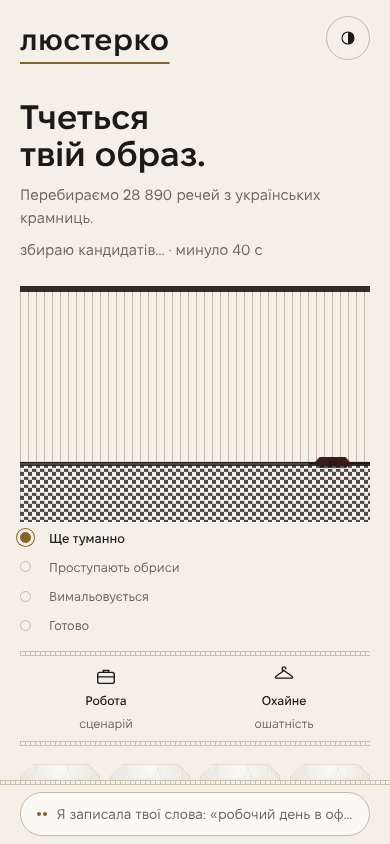 люстерко
Тчеться
твій образ.
Перебираємо 28 890 речей з українських
крамниць.
збираю кандидатів… · минуло 40 с
Ще туманно
Проступають обриси
Вимальовується
Готово
Робота
сценарій
Охайне
ошатність
Я записала твої слова: «робочий день в оф…